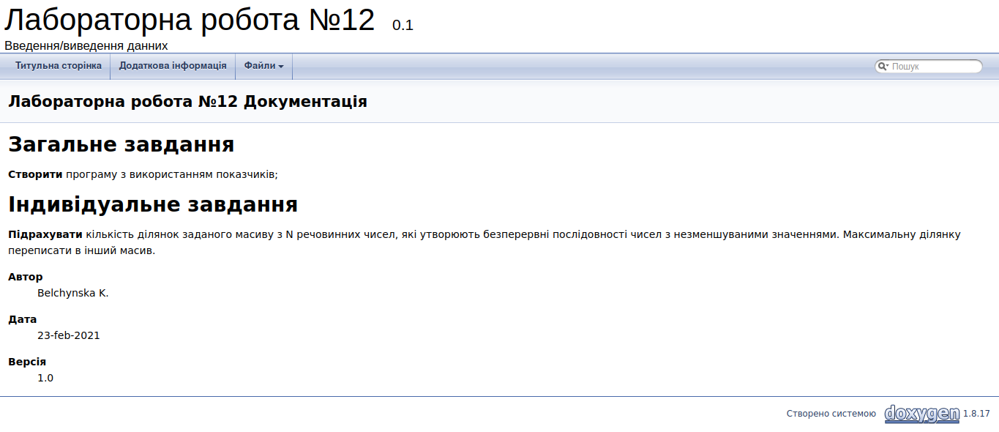 Лабораторна робота №12 0.1
Введення/виведення данних
Титульна сторінка Додаткова інформація Файли Пошук
Лабораторна робота №12 Документація
Загальне завдання
Створити програму з використанням показчиків;
Індивідуальне завдання
Підрахувати кількість ділянок заданого масиву з N речовинних чисел, які утворюють безперервні послідовності чисел з незменшуваними значеннями. Максимальну ділянку
переписати в інший масив.
Автор
Belchynska K.
Дата
23-feb-2021
Версія
1.0
Створено системою doxygen 1.8.17